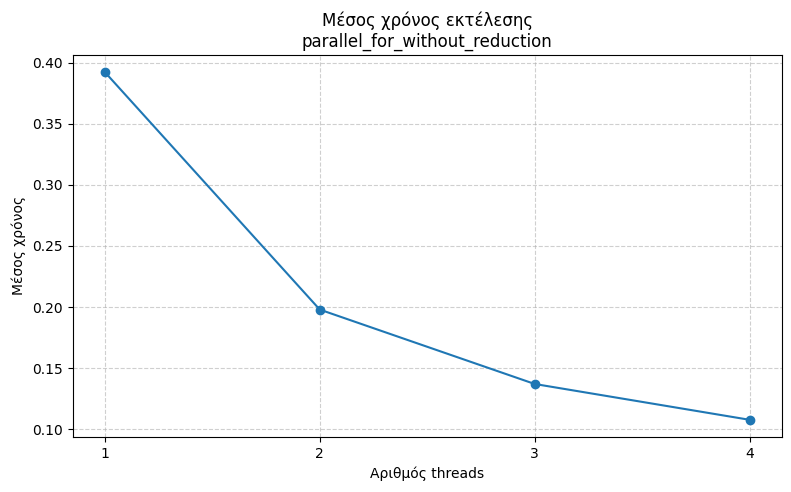 Μέσος χρόνος εκτέλεσης
parallel_for_without_reduction
0.40
0.35
0.30
0.25
0.20
0.15
0.10
Μέσος χρόνος
1 2 3 4
Αριθμός threads